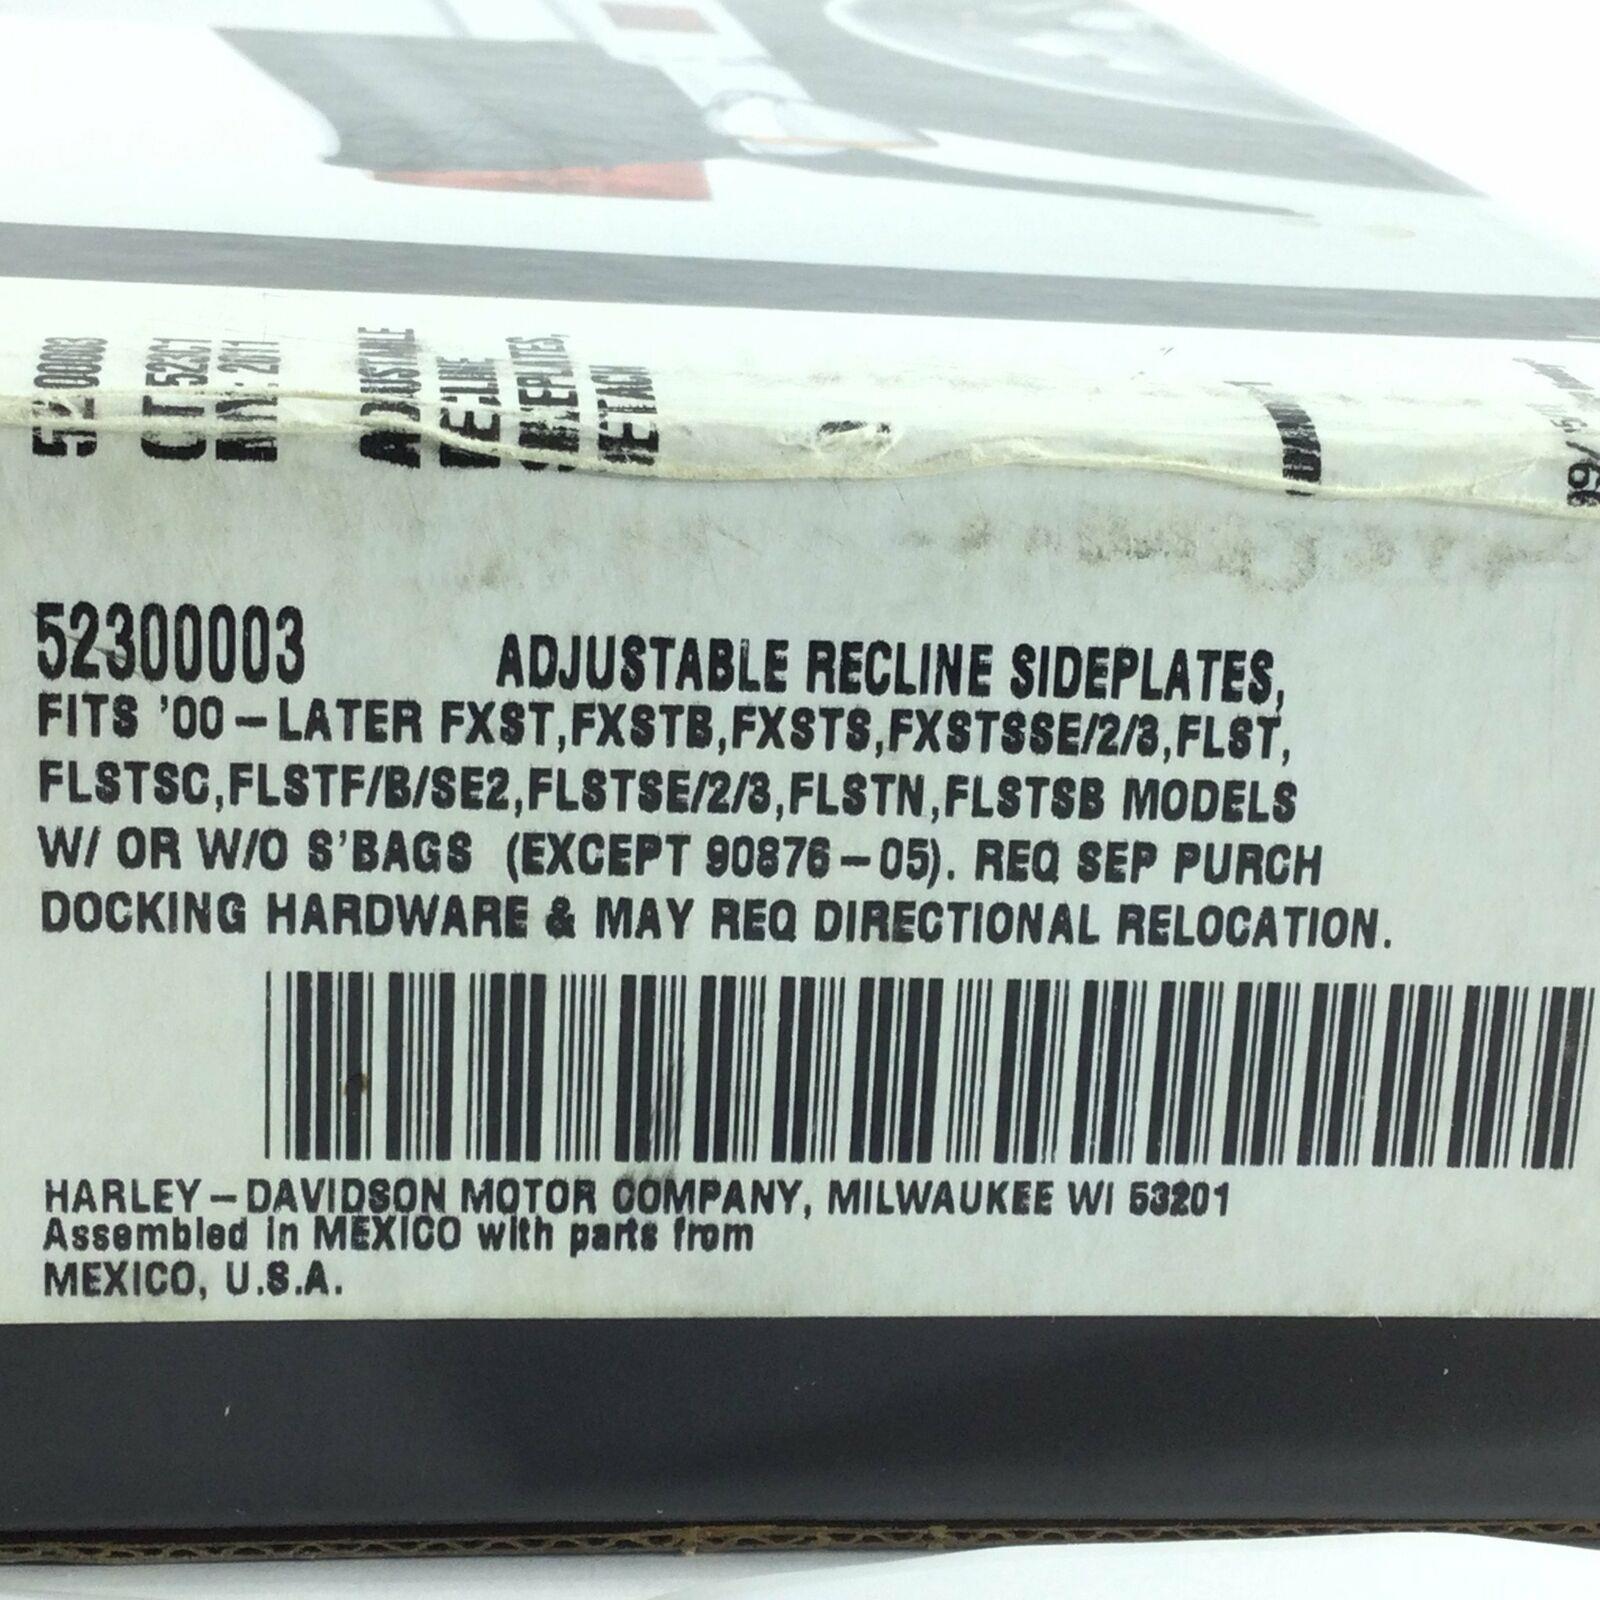 ADJUSTABLE
2011
52300003 ADJUSTABLE RECLINE SIDEPLATES,
FITS '00-LATER FXST,FXSTB,FXSTS,FXSTSSE/2/3,FLST,
FLSTSC,FLSTF/B/SE2,FLSTSE/2/3,FLSTN,FLSTSB MODELS
W/ OR W/O S'BAGS (EXCEPT 90876-05). REQ SEP PURCH
DOCKING HARDWARE & MAY REQ DIRECTIONAL RELOCATION.
HARLEY-DAVIDSON MOTOR COMPANY, MILWAUKEE WI 53201
Assembled in MEXICO with parts from
MEXICO, U.S.A.